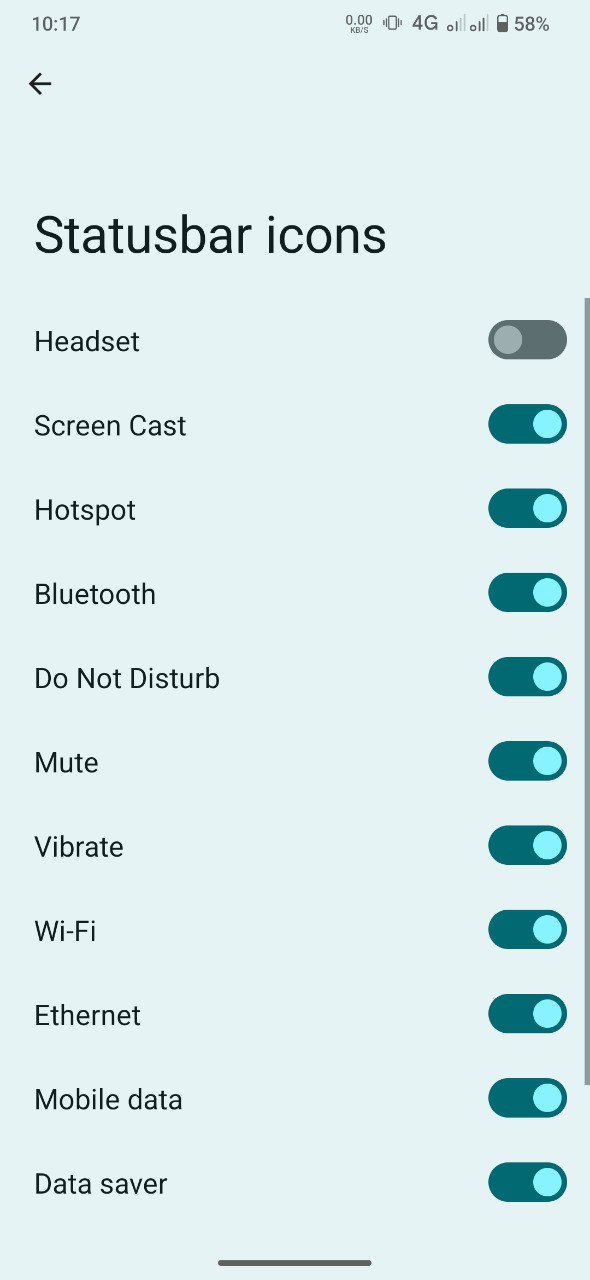 10:17 0.00 KB/S 4G 58%
Statusbar icons
Headset
Screen Cast
Hotspot
Bluetooth
Do Not Disturb
Mute
Vibrate
Wi-Fi
Ethernet
Mobile data
Data saver